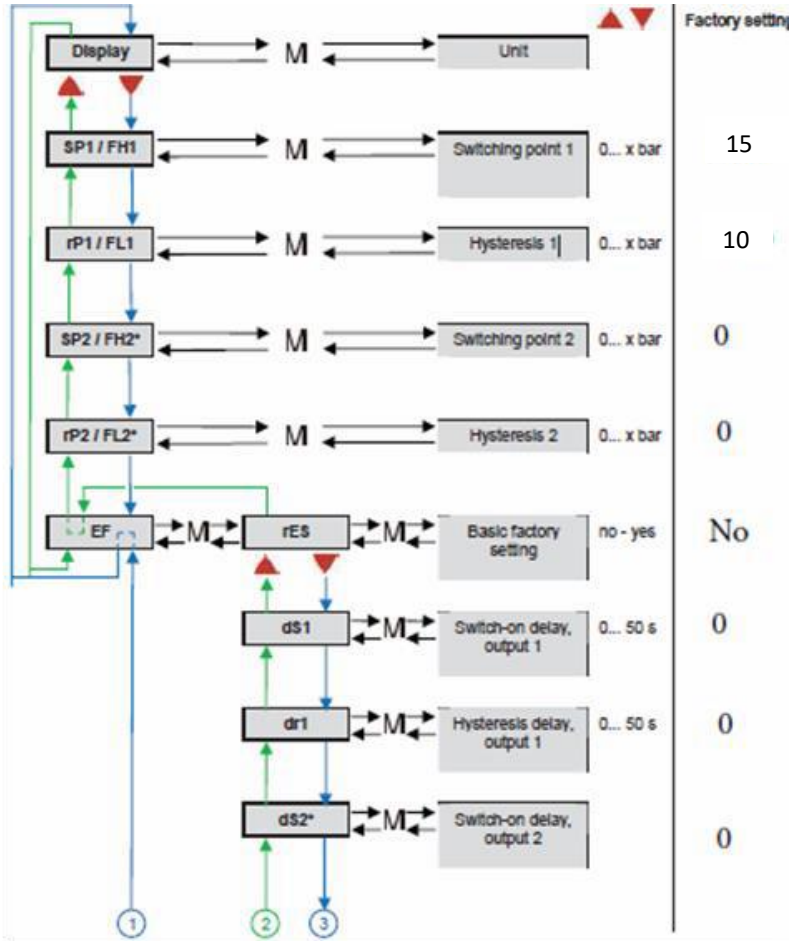 Factory setting
Display M Unit
SP1 / FH1 M Switching point 1 0... x bar 15
rP1 / FL1 M Hysteresis 1 0... x bar 10
SP2 / FH2* M Switching point 2 0... x bar 0
rP2 / FL2* M Hysteresis 2 0... x bar 0
EF M rES M Basic factory no - yes No
setting
dS1 M Switch-on delay, 0... 50 s 0
output 1
dr1 M Hysteresis delay, 0... 50 s 0
output 1
dS2* M Switch-on delay, 0
output 2
1 2 3